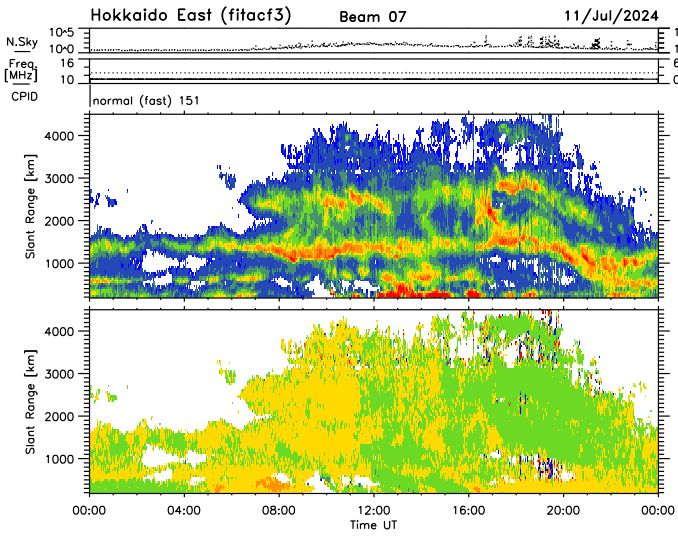 Hokkaido East (fitacf3) Beam 07 11/Jul/2024
N.Sky 10^5 10^0 1 1
Freq. [MHz] 16 10 6 0
CPID normal (fast) 151
Slant Range [km] 4000 3000 2000 1000
Slant Range [km] 4000 3000 2000 1000
00:00 04:00 08:00 12:00 16:00 20:00 00:00
Time UT